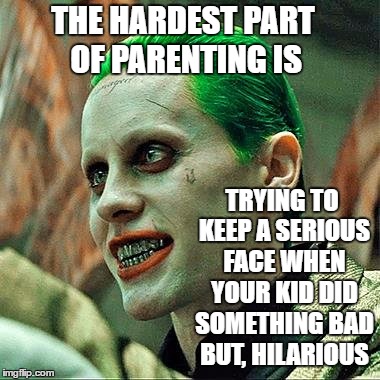 THE HARDEST PART
OF PARENTING IS
TRYING TO
KEEP A SERIOUS
FACE WHEN
YOUR KID DID
SOMETHING BAD
BUT, HILARIOUS
imgflip.com